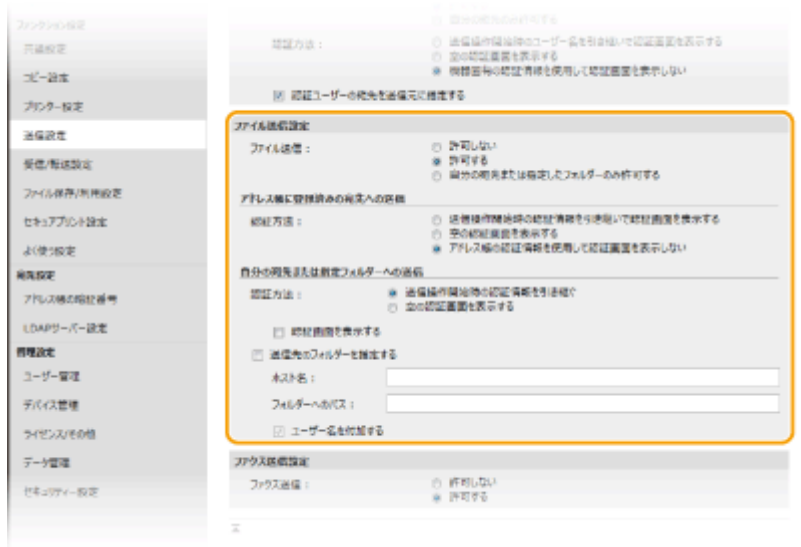 ファンクション設定
共通設定
コピー設定
プリンター設定
送信設定
受信/転送設定
ファイル保存/利用設定
セキュアプリント設定
よく使う設定
宛先設定
アドレス帳の暗証番号
LDAPサーバー設定
管理設定
ユーザー管理
デバイス管理
ライセンス/その他
データ管理
セキュリティー設定
自分の宛先のみ許可する
認証方法：
送信操作開始時のユーザー名を引き継いで認証画面を表示する
空の認証画面を表示する
機器固有の認証情報を使用して認証画面を表示しない
認証ユーザーの宛先を送信元に指定する
ファイル送信設定
ファイル送信：
許可しない
許可する
自分の宛先または指定したフォルダーのみ許可する
アドレス帳に登録済みの宛先への送信
認証方法：
送信操作開始時の認証情報を引き継いで認証画面を表示する
空の認証画面を表示する
アドレス帳の認証情報を使用して認証画面を表示しない
自分の宛先または指定フォルダーへの送信
認証方法：
送信操作開始時の認証情報を引き継ぐ
空の認証画面を表示する
認証画面を表示する
送信先のフォルダーを指定する
ホスト名：
フォルダーへのパス：
ユーザー名を付加する
ファクス送信設定
ファクス送信：
許可しない
許可する